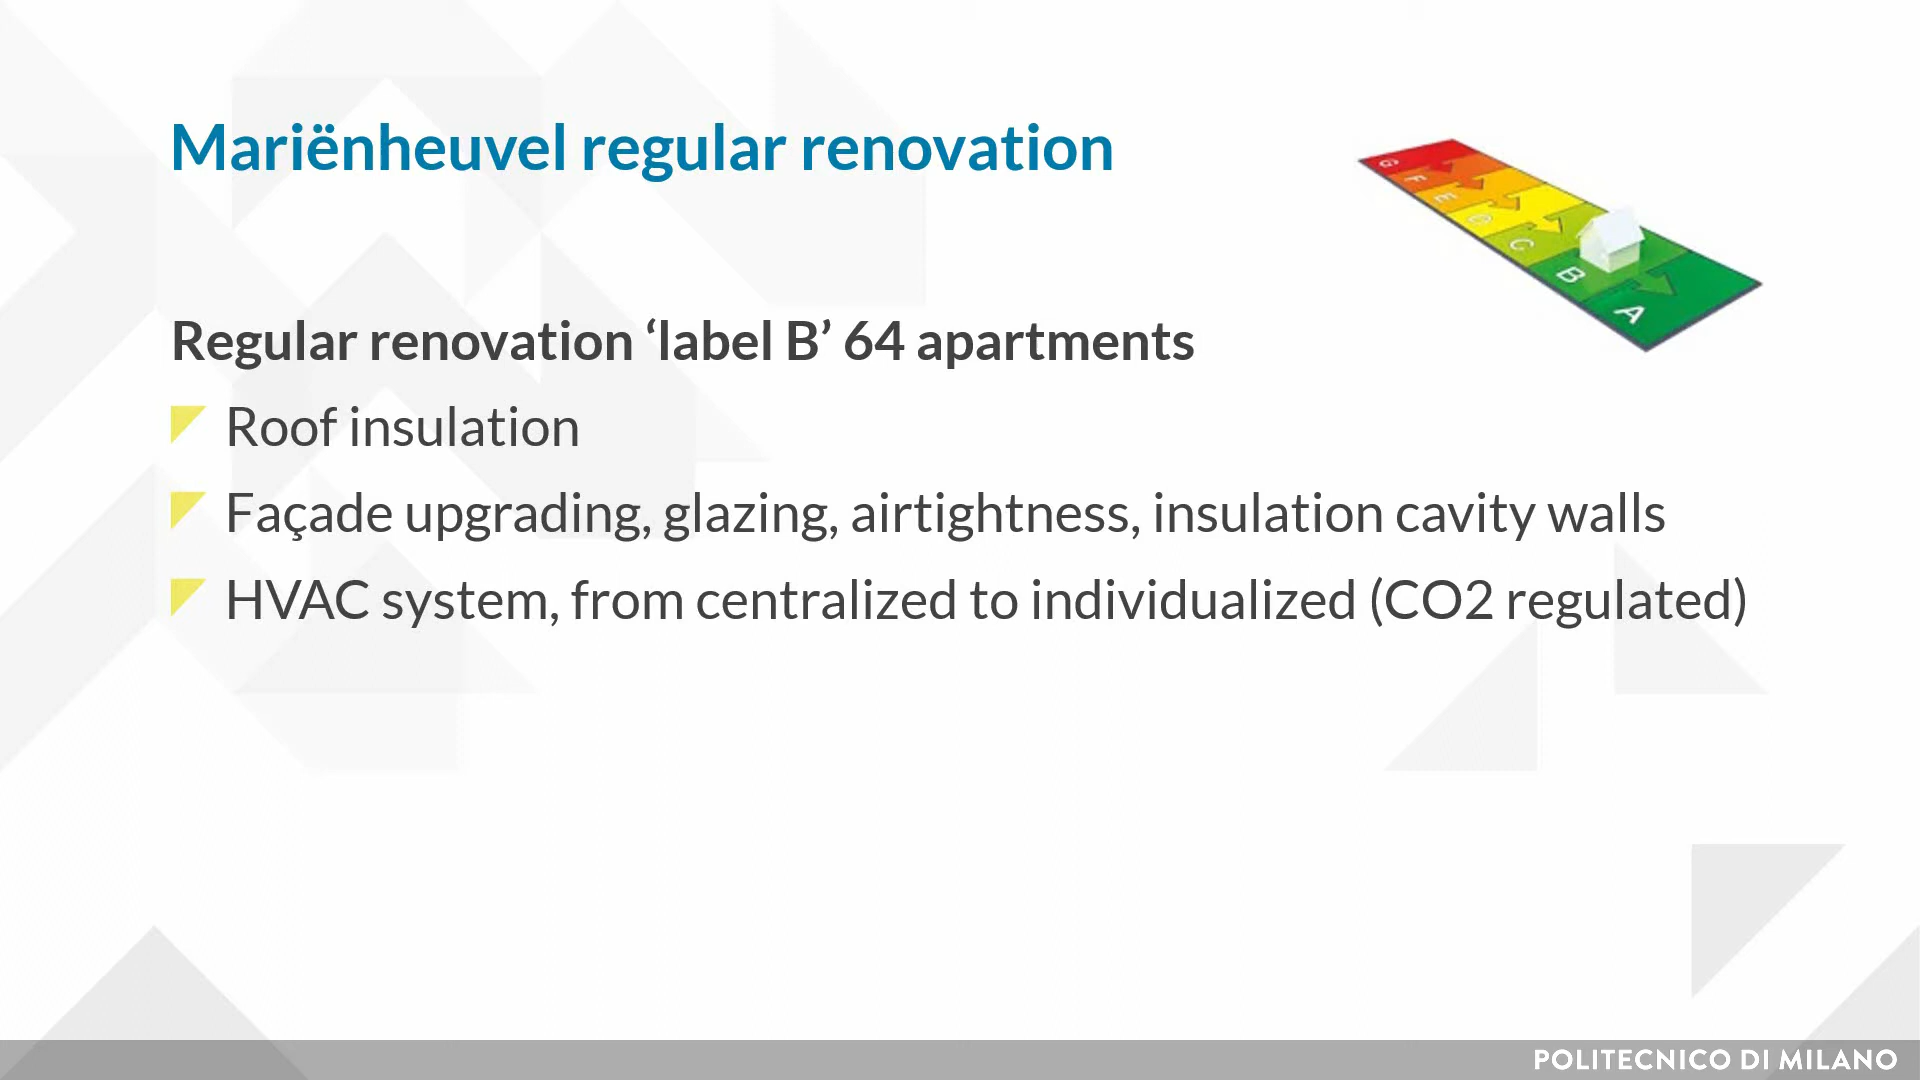 Mariënheuvel regular renovation
G
F
E
D
C
B
A
Regular renovation ‘label B’ 64 apartments
Roof insulation
Façade upgrading, glazing, airtightness, insulation cavity walls
HVAC system, from centralized to individualized (CO2 regulated)
POLITECNICO DI MILANO